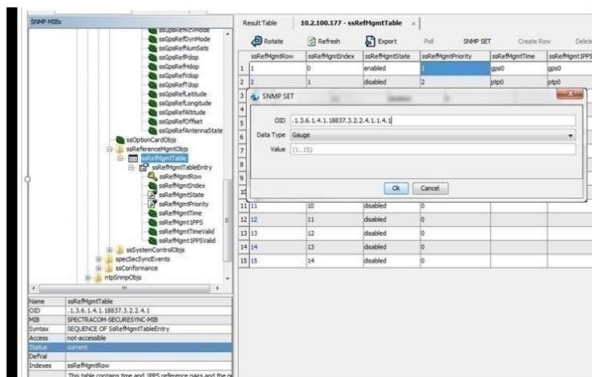 SNMP MIBs
ssGpsRefDynMode
ssGpsRefNumSats
ssGpsRefPdop
ssGpsRefHdop
ssGpsRefVdop
ssGpsRefTdop
ssGpsRefLatitude
ssGpsRefLongitude
ssGpsRefAltitude
ssGpsRefOffset
ssGpsRefAntennaState
ssOptionCardObjs
ssReferenceMgmtObjs
ssRefMgmtTable
ssRefMgmtTableEntry
ssRefMgmtRow
ssRefMgmtIndex
ssRefMgmtState
ssRefMgmtPriority
ssRefMgmtTime
ssRefMgmt1PPS
ssRefMgmtTimeValid
ssRefMgmt1PPSValid
ssSystemControlObjs
specSecSyncEvents
ssConformance
ntpSnmpObjs
Name ssRefMgmtTable
OID .1.3.6.1.4.1.18837.3.2.2.4.1
MIB SPECTRACOM-SECURESYNC-MIB
Syntax SEQUENCE OF SsRefMgmtTableEntry
Access not-accessible
Status current
DefVal
Indexes ssRefMgmtRow
This table contains time and 1PPS reference pairs and the
Result Table 10.2.100.177 - ssRefMgmtTable x
Rotate Refresh Export Poll SNMP SET Create Row Delete
ssRefMgmtRow ssRefMgmtIndex ssRefMgmtState ssRefMgmtPriority ssRefMgmtTime ssRefMgmt1PPS
1 1 0 enabled 1 gps0 gps0
2 2 1 disabled 2 ptp0 ptp0
3
SNMP SET
4
OID .1.3.6.1.4.1.18837.3.2.2.4.1.1.4.1
5
6
Data Type Gauge
7
Value (1..15)
8
9
10
Ok Cancel
11 11 10 disabled 0
12 12 11 disabled 0
13 13 12 disabled 0
14 14 13 disabled 0
15 15 14 disabled 0